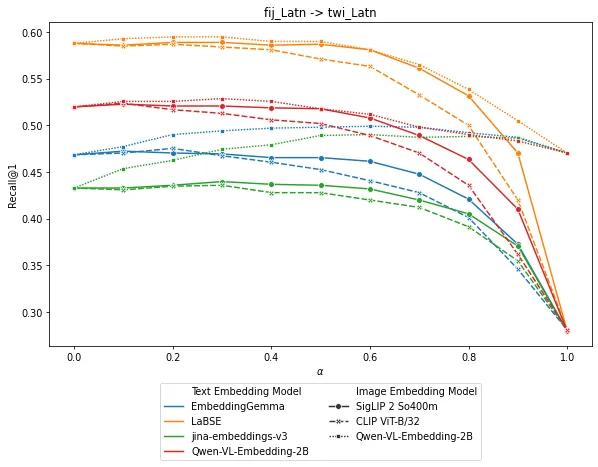 fij_Latn -> twi_Latn
Recall@1
0.60
0.55
0.50
0.45
0.40
0.35
0.30
0.0 0.2 0.4 0.6 0.8 1.0
α
Text Embedding Model Image Embedding Model
EmbeddingGemma SigLIP 2 So400m
LaBSE CLIP ViT-B/32
jina-embeddings-v3 Qwen-VL-Embedding-2B
Qwen-VL-Embedding-2B